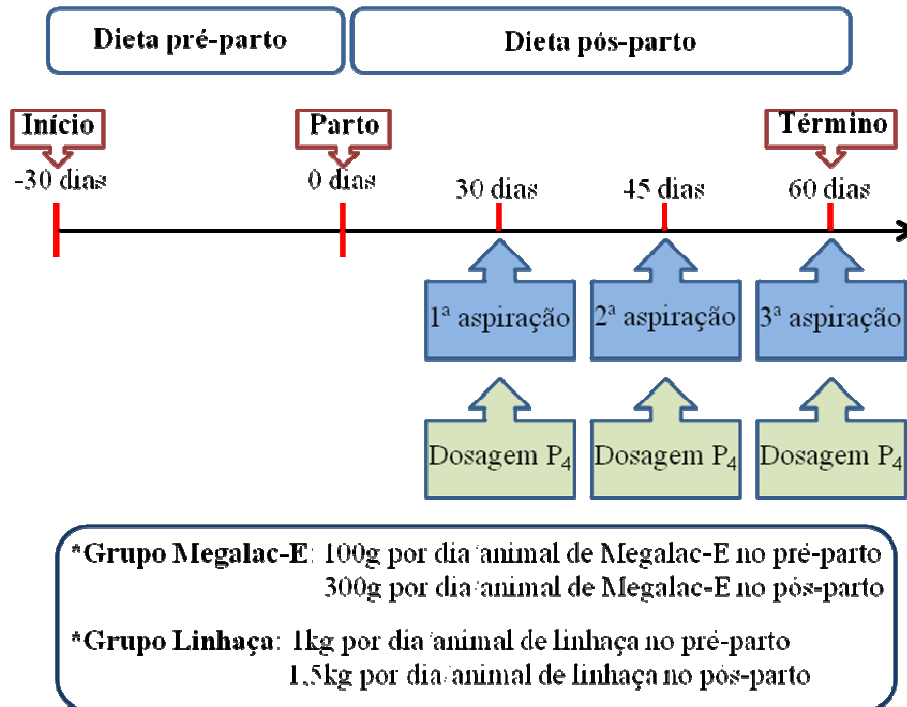 Dieta pré-parto
Dieta pós-parto
Início
Parto
Término
-30 dias
0 dias
30 dias
45 dias
60 dias
1ª aspiração
2ª aspiração
3ª aspiração
Dosagem P₄
Dosagem P₄
Dosagem P₄
*Grupo Megalac-E: 100g por dia/animal de Megalac-E no pré-parto
300g por dia/animal de Megalac-E no pós-parto
*Grupo Linhaça: 1kg por dia/animal de linhaça no pré-parto
1,5kg por dia/animal de linhaça no pós-parto